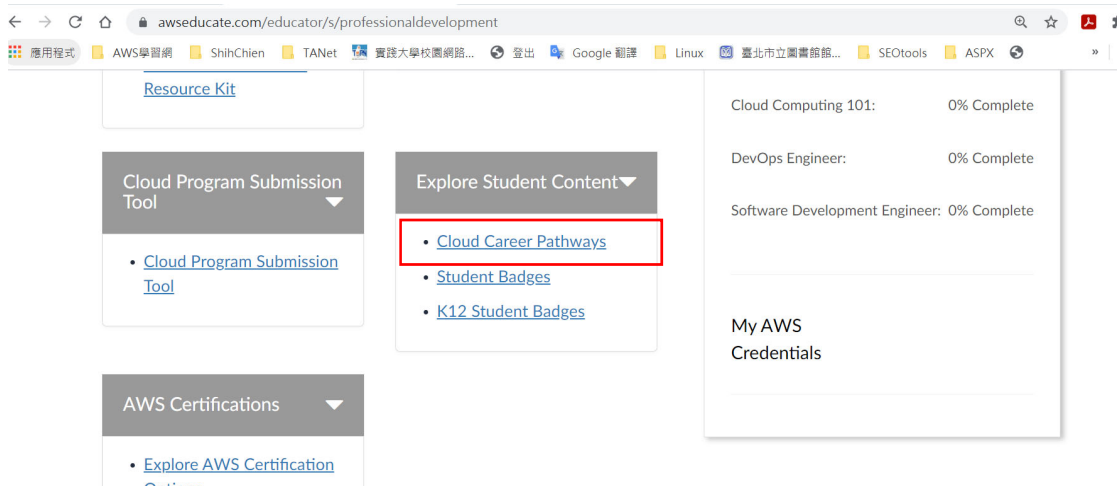 awseducate.com/educator/s/professionaldevelopment
應用程式 AWS學習網 ShihChien TANet 實踐大學校園網路... 登出 Google 翻譯 Linux 臺北市立圖書館館... SEOtools ASPX »
Resource Kit
Cloud Program Submission
Tool
• Cloud Program Submission
Tool
AWS Certifications
• Explore AWS Certification
Explore Student Content
• Cloud Career Pathways
• Student Badges
• K12 Student Badges
Cloud Computing 101: 0% Complete
DevOps Engineer: 0% Complete
Software Development Engineer: 0% Complete
My AWS
Credentials